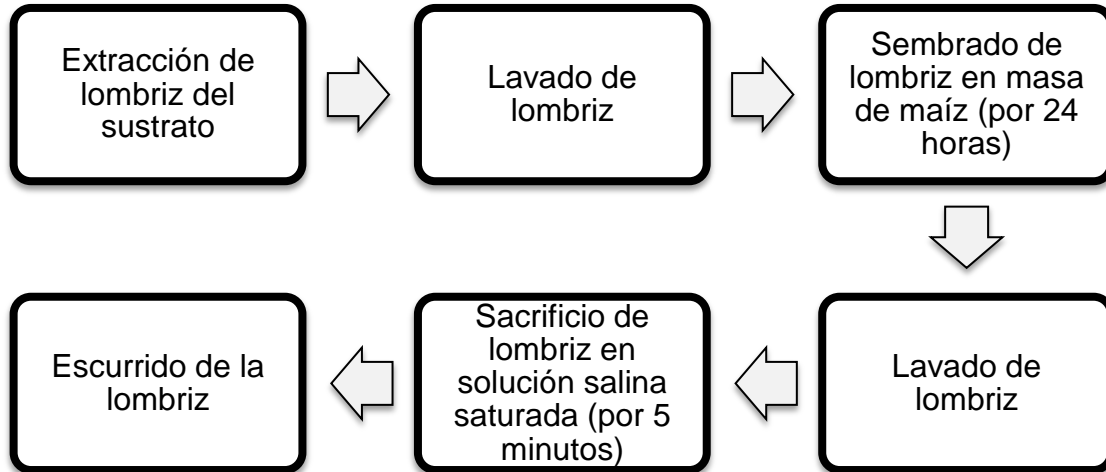 Extracción de
lombriz del
sustrato
Lavado de
lombriz
Sembrado de
lombriz en masa
de maíz (por 24
horas)
Lavado de
lombriz
Sacrificio de
lombriz en
solución salina
saturada (por 5
minutos)
Escurrido de la
lombriz